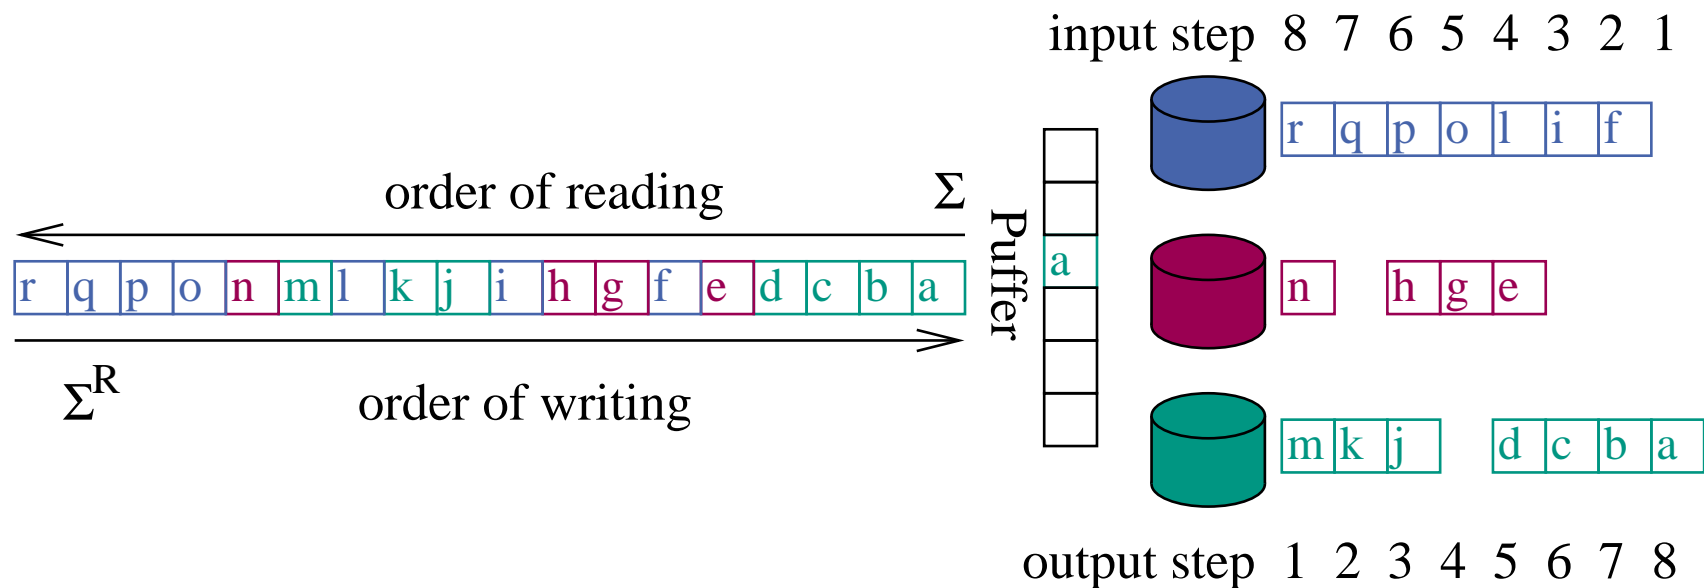 input step 8 7 6 5 4 3 2 1
r q p o l i f
order of reading Σ
Puffer
a
r q p o n m l k j i h g f e d c b a
n h g e
Σ^R order of writing
m k j d c b a
output step 1 2 3 4 5 6 7 8